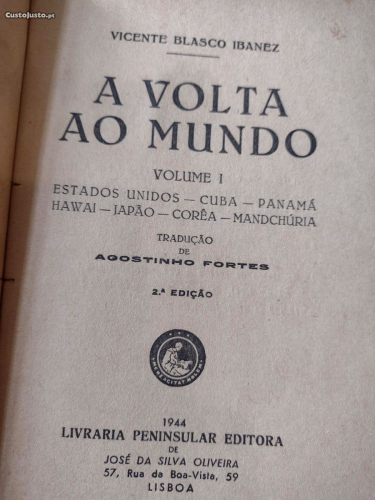 CustoJusto.pt
VICENTE BLASCO IBANEZ
A VOLTA
AO MUNDO
VOLUME I
ESTADOS UNIDOS — CUBA — PANAMÁ
HAWAI — JAPÃO — CORÊA — MANDCHÚRIA
TRADUÇÃO
DE
AGOSTINHO FORTES
2.ª EDIÇÃO
1944
LIVRARIA PENINSULAR EDITORA
DE
JOSÉ DA SILVA OLIVEIRA
57, Rua da Boa-Vista, 59
LISBOA